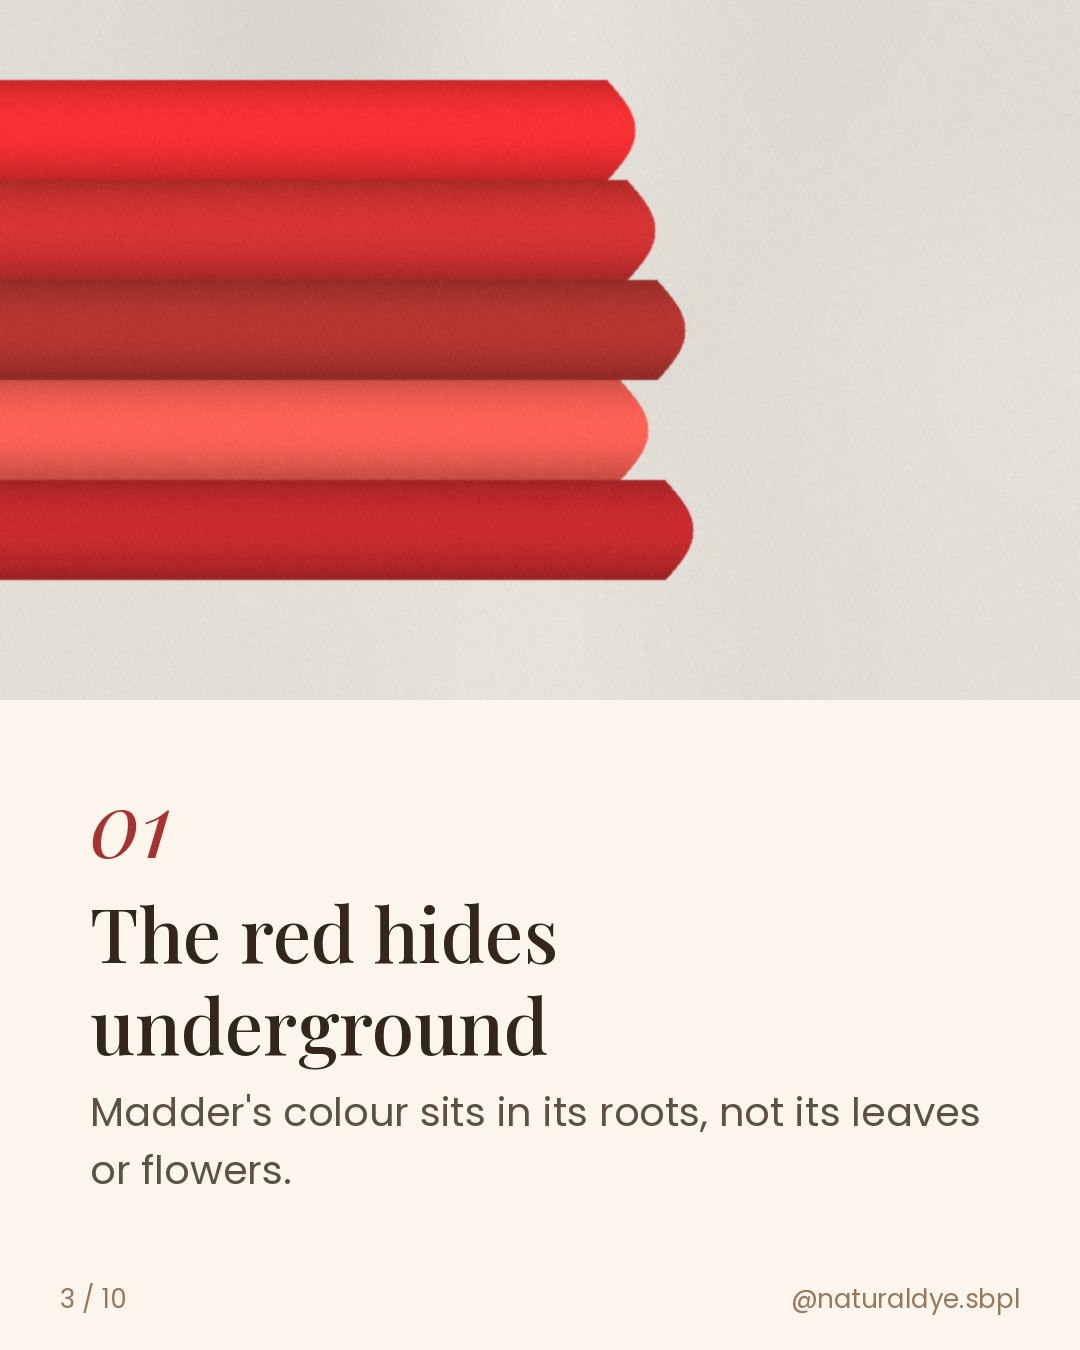 01
The red hides
underground
Madder's colour sits in its roots, not its leaves
or flowers.
3 / 10
@naturaldye.sbpl